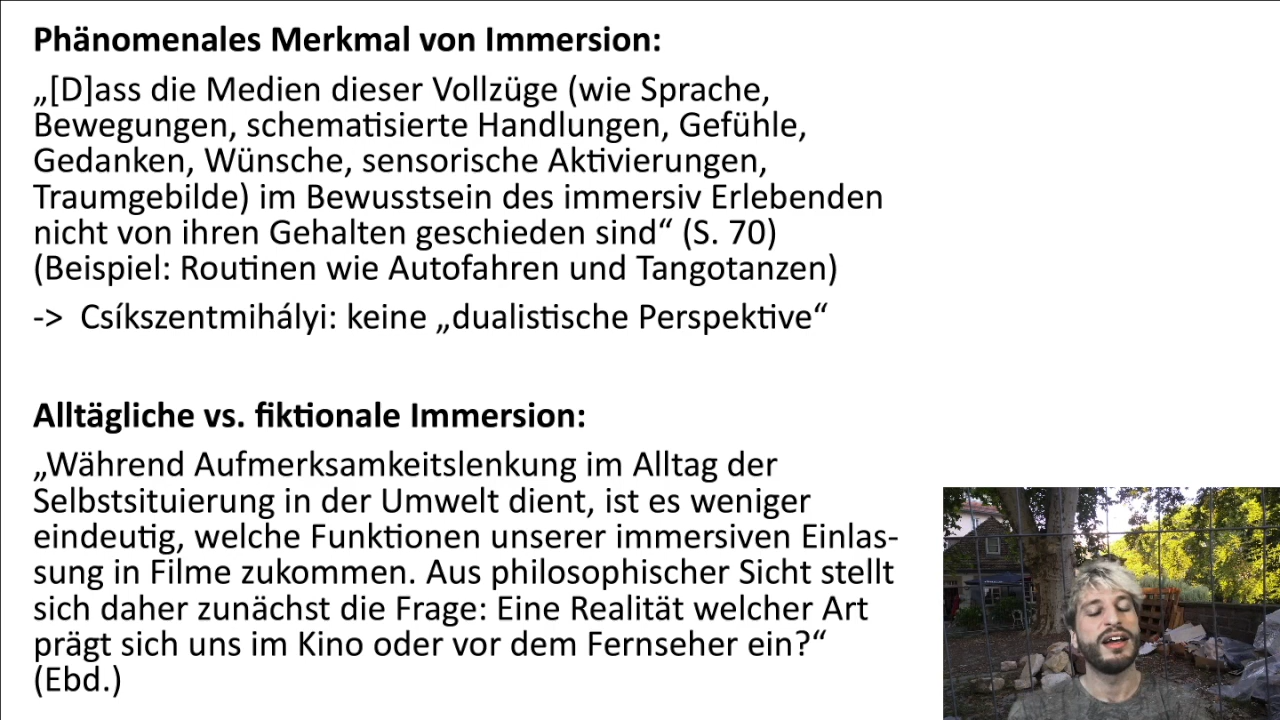 Phänomenales Merkmal von Immersion:
„[D]ass die Medien dieser Vollzüge (wie Sprache,
Bewegungen, schematisierte Handlungen, Gefühle,
Gedanken, Wünsche, sensorische Aktivierungen,
Traumgebilde) im Bewusstsein des immersiv Erlebenden
nicht von ihren Gehalten geschieden sind“ (S. 70)
(Beispiel: Routinen wie Autofahren und Tangotanzen)
-> Csíkszentmihályi: keine „dualistische Perspektive“
Alltägliche vs. fiktionale Immersion:
„Während Aufmerksamkeitslenkung im Alltag der
Selbstsituierung in der Umwelt dient, ist es weniger
eindeutig, welche Funktionen unserer immersiven Einlas-
sung in Filme zukommen. Aus philosophischer Sicht stellt
sich daher zunächst die Frage: Eine Realität welcher Art
prägt sich uns im Kino oder vor dem Fernseher ein?“
(Ebd.)